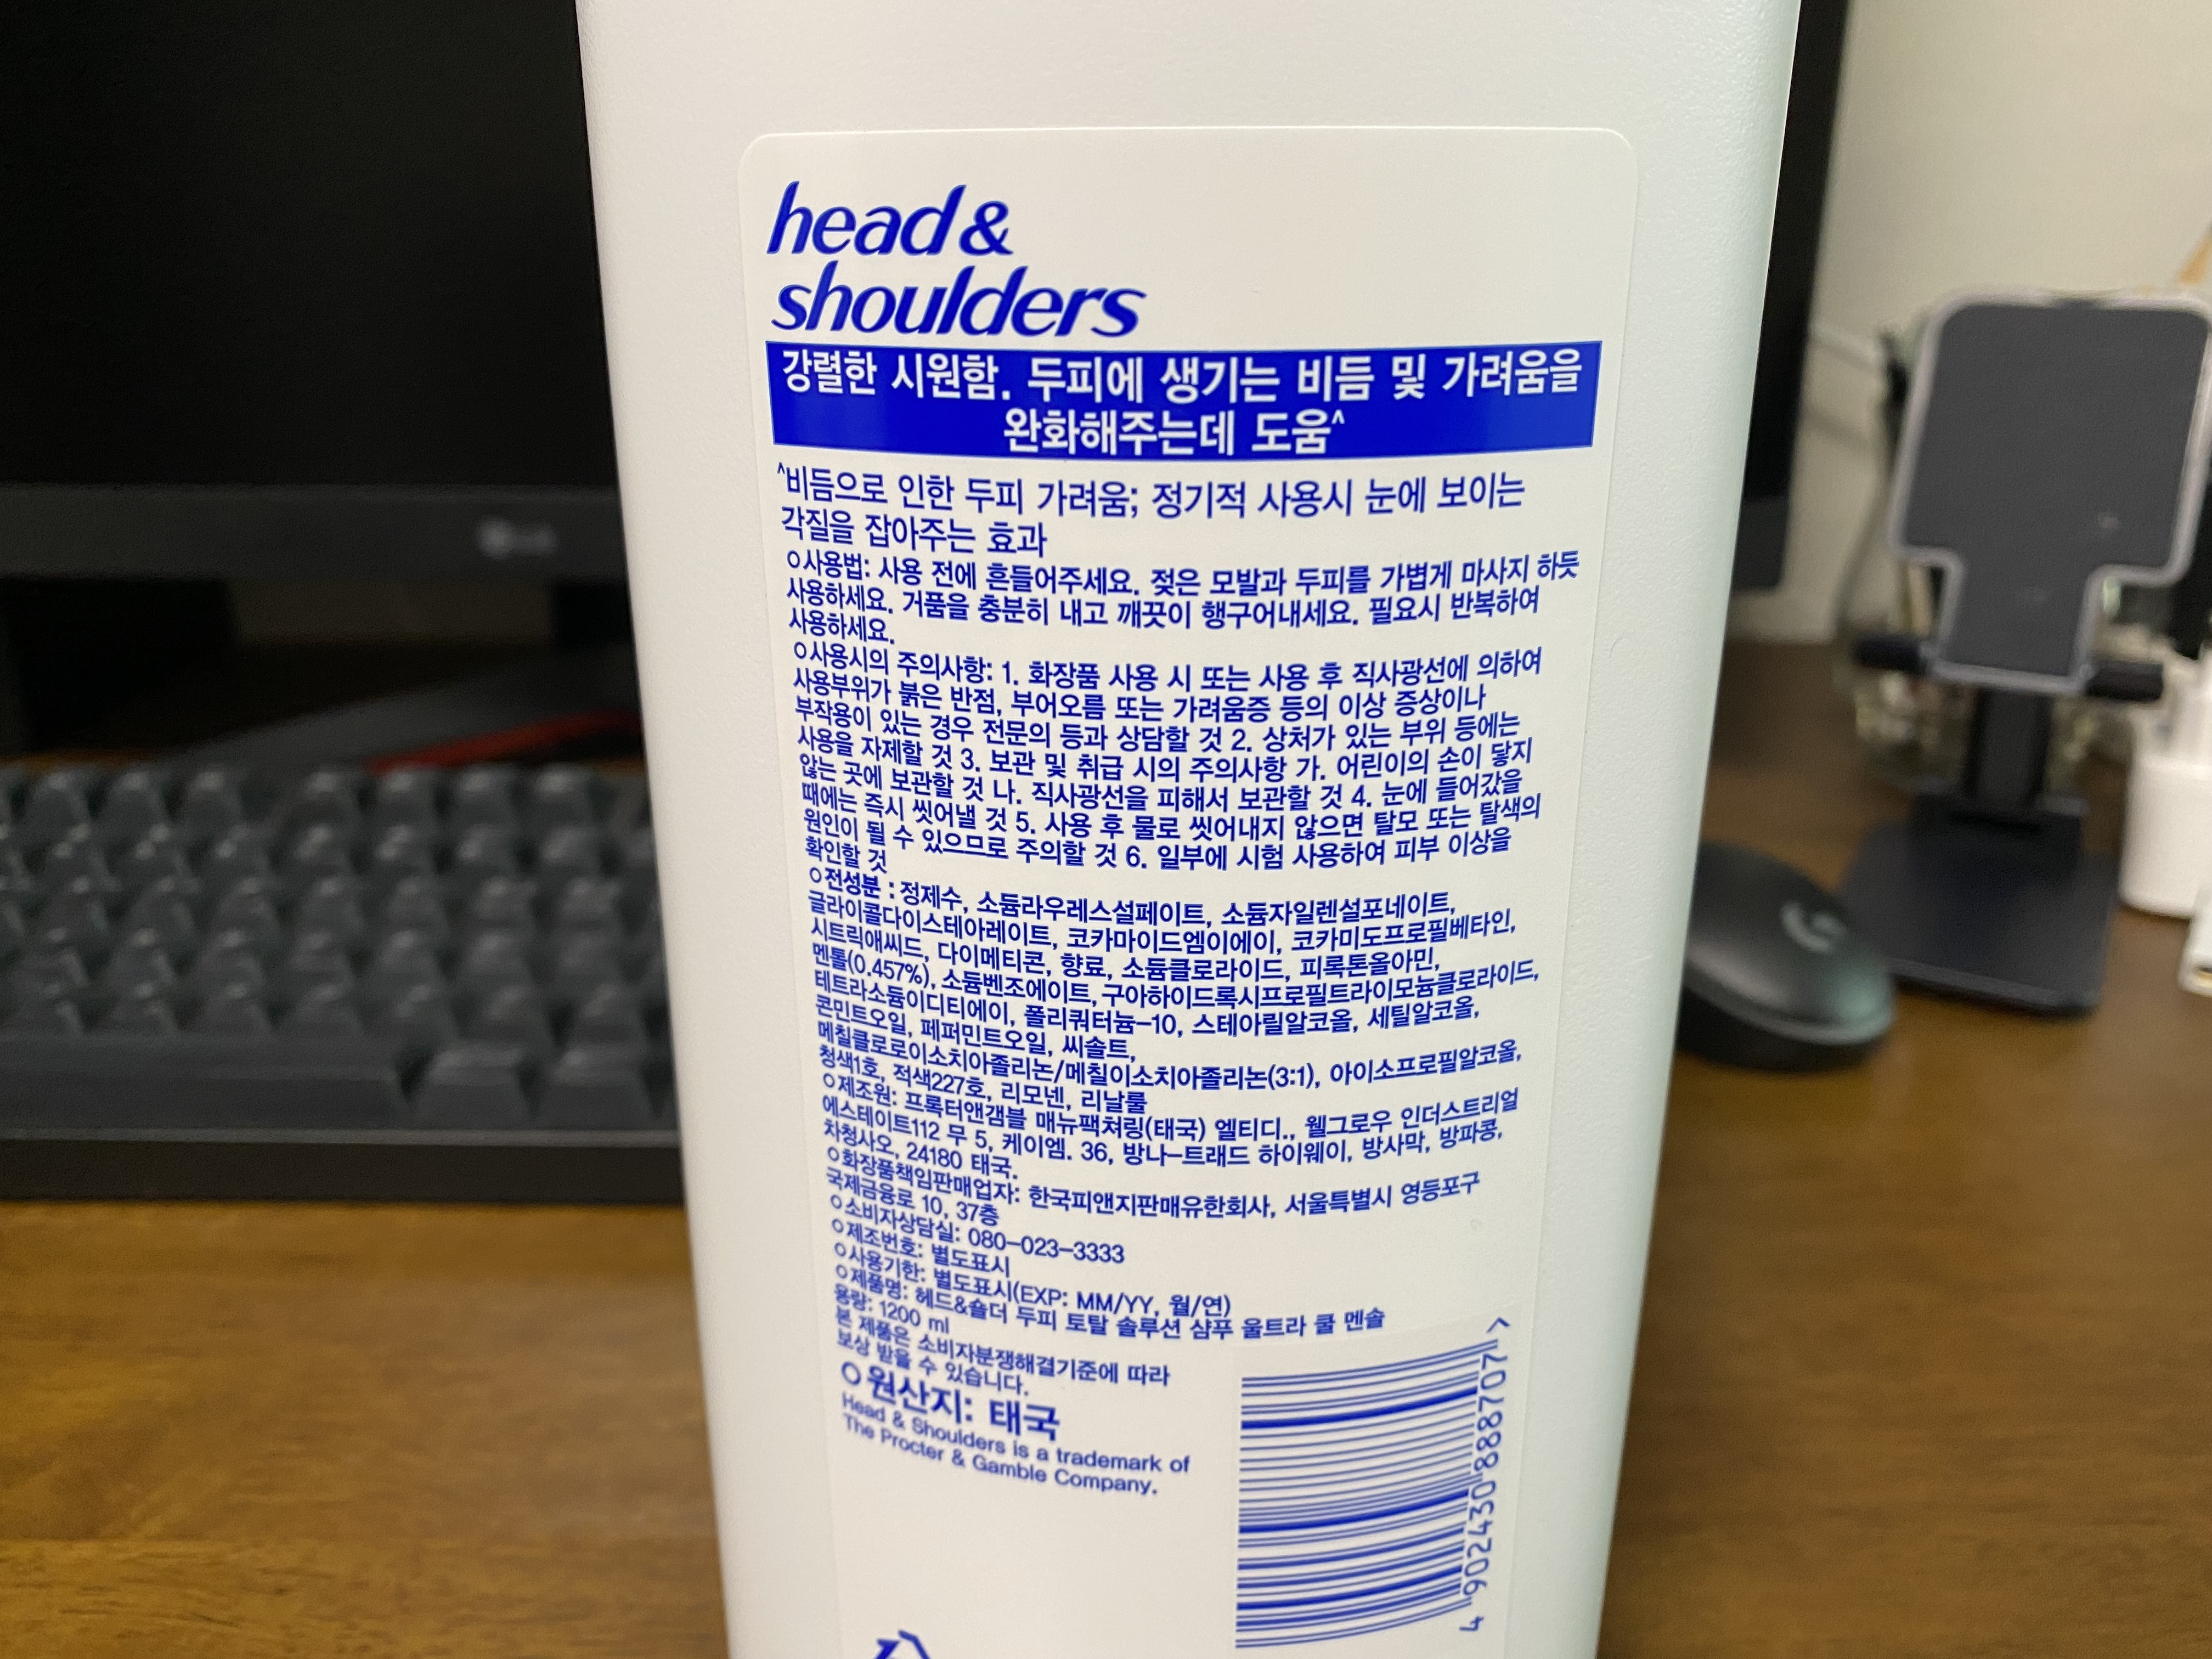 head &
shoulders
강렬한 시원함. 두피에 생기는 비듬 및 가려움을
완화해주는데 도움^
^비듬으로 인한 두피 가려움; 정기적 사용시 눈에 보이는
각질을 잡아주는 효과
○사용법: 사용 전에 흔들어주세요. 젖은 모발과 두피를 가볍게 마사지 하듯
사용하세요. 거품을 충분히 내고 깨끗이 헹구어내세요. 필요시 반복하여
사용하세요.
○사용시의 주의사항: 1. 화장품 사용 시 또는 사용 후 직사광선에 의하여
사용부위가 붉은 반점, 부어오름 또는 가려움증 등의 이상 증상이나
부작용이 있는 경우 전문의 등과 상담할 것 2. 상처가 있는 부위 등에는
사용을 자제할 것 3. 보관 및 취급 시의 주의사항 가. 어린이의 손이 닿지
않는 곳에 보관할 것 나. 직사광선을 피해서 보관할 것 4. 눈에 들어갔을
때에는 즉시 씻어낼 것 5. 사용 후 물로 씻어내지 않으면 탈모 또는 탈색의
원인이 될 수 있으므로 주의할 것 6. 일부에 시험 사용하여 피부 이상을
확인할 것
○전성분 : 정제수, 소듐라우레스설페이트, 소듐자일렌설포네이트,
글라이콜다이스테아레이트, 코카마이드엠이에이, 코카미도프로필베타인,
시트릭애씨드, 다이메티콘, 향료, 소듐클로라이드, 피록톤올아민,
멘톨(0.457%), 소듐벤조에이트, 구아하이드록시프로필트라이모늄클로라이드,
테트라소듐이디티에이, 폴리쿼터늄-10, 스테아릴알코올, 세틸알코올,
콘민트오일, 페퍼민트오일, 씨솔트,
메칠클로로이소치아졸리논/메칠이소치아졸리논(3:1), 아이소프로필알코올,
청색1호, 적색227호, 리모넨, 리날룰
○제조원: 프록터앤갬블 매뉴팩쳐링(태국) 엘티디., 웰그로우 인더스트리얼
에스테이트112 무 5, 케이엠. 36, 방나-트래드 하이웨이, 방사막, 방파콩,
차청사오, 24180 태국.
○화장품책임판매업자: 한국피앤지판매유한회사, 서울특별시 영등포구
국제금융로 10, 37층
○소비자상담실: 080-023-3333
○제조번호: 별도표시
○사용기한: 별도표시(EXP: MM/YY, 월/연)
○제품명: 헤드&숄더 두피 토탈 솔루션 샴푸 울트라 쿨 멘솔
용량: 1200 ml
본 제품은 소비자분쟁해결기준에 따라
보상 받을 수 있습니다.
○원산지: 태국
Head & Shoulders is a trademark of
The Procter & Gamble Company.
4 902430 888707 >